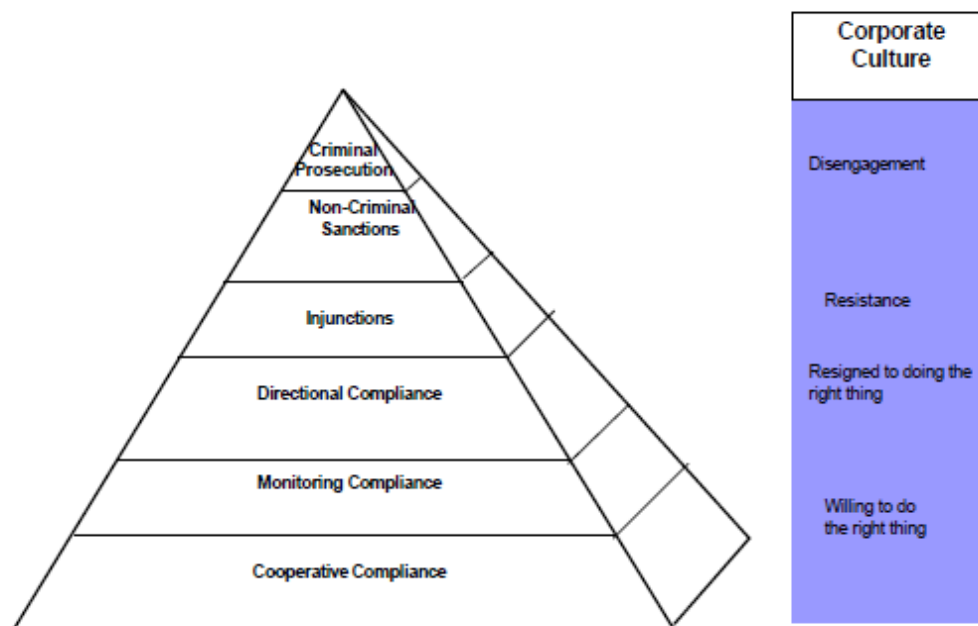 Corporate
Culture
Criminal
Prosecution
Non-Criminal
Sanctions
Injunctions
Directional Compliance
Monitoring Compliance
Cooperative Compliance
Disengagement
Resistance
Resigned to doing the
right thing
Willing to do
the right thing